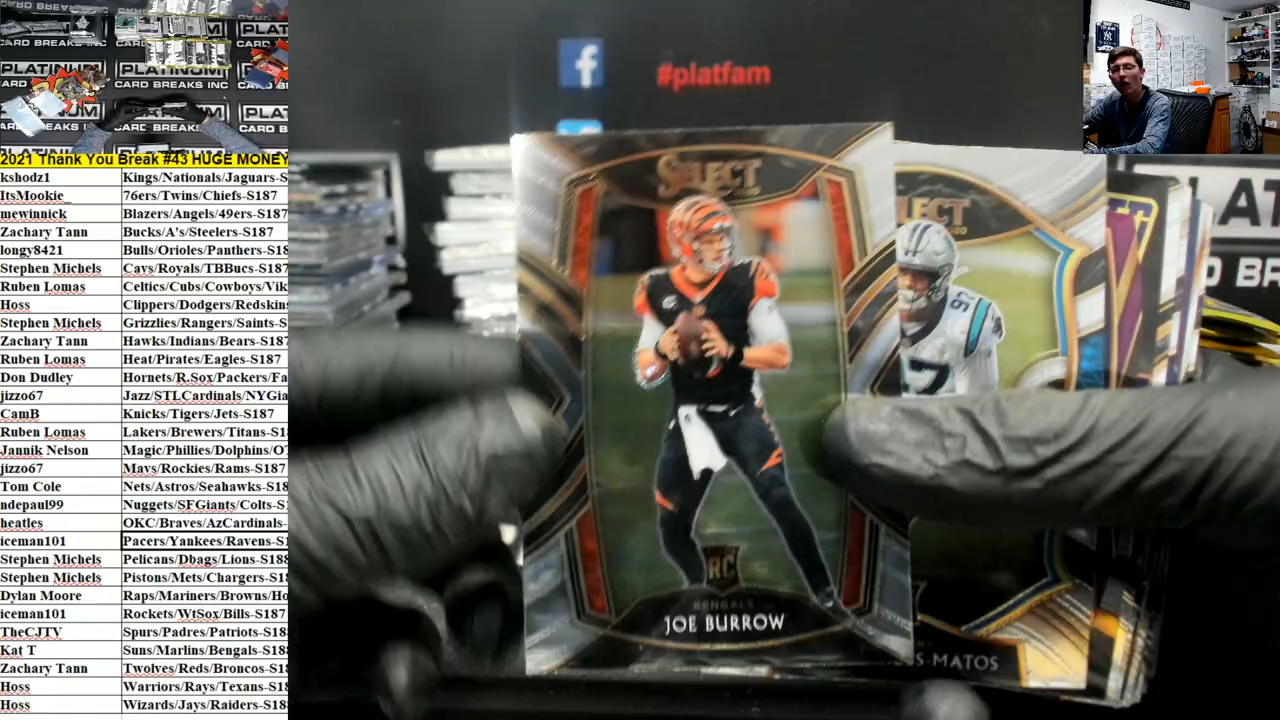 PLATINUM
CARD BREAKS INC
#platfam
2021 Thank You Break #43 HUGE MONEY
kshodz1 Kings/Nationals/Jaguars-S
ItsMookie_ 76ers/Twins/Chiefs-S187
mewinnick Blazers/Angels/49ers-S187
Zachary Tann Bucks/A's/Steelers-S187
longy8421 Bulls/Orioles/Panthers-S18
Stephen Michels Cavs/Royals/TBBucs-S18
Ruben Lomas Celtics/Cubs/Cowboys/Vik
Hoss Clippers/Dodgers/Redskin
Stephen Michels Grizzlies/Rangers/Saints-S
Zachary Tann Hawks/Indians/Bears-S187
Ruben Lomas Heat/Pirates/Eagles-S187
Don Dudley Hornets/R.Sox/Packers/Fa
jizzo67 Jazz/STLCardinals/NYGia
CamB Knicks/Tigers/Jets-S187
Ruben Lomas Lakers/Brewers/Titans-S1
Jannik Nelson Magic/Phillies/Dolphins/O
jizzo67 Mavs/Rockies/Rams-S187
Tom Cole Nets/Astros/Seahawks-S18
ndepaul99 Nuggets/SFGiants/Colts-S
heatles OKC/Braves/AzCardinals-
iceman101 Pacers/Yankees/Ravens-S1
Stephen Michels Pelicans/Dbags/Lions-S188
Stephen Michels Pistons/Mets/Chargers-S18
Dylan Moore Raps/Mariners/Browns/Ho
iceman101 Rockets/WtSox/Bills-S187
TheCJTV Spurs/Padres/Patriots-S18
Kat T Suns/Marlins/Bengals-S18
Zachary Tann Twolves/Reds/Broncos-S1
Hoss Warriors/Rays/Texans-S18
Hoss Wizards/Jays/Raiders-S18
SELECT
RC
BENGALS
JOE BURROW
LECT
97
-MATOS
PLAT
D BR